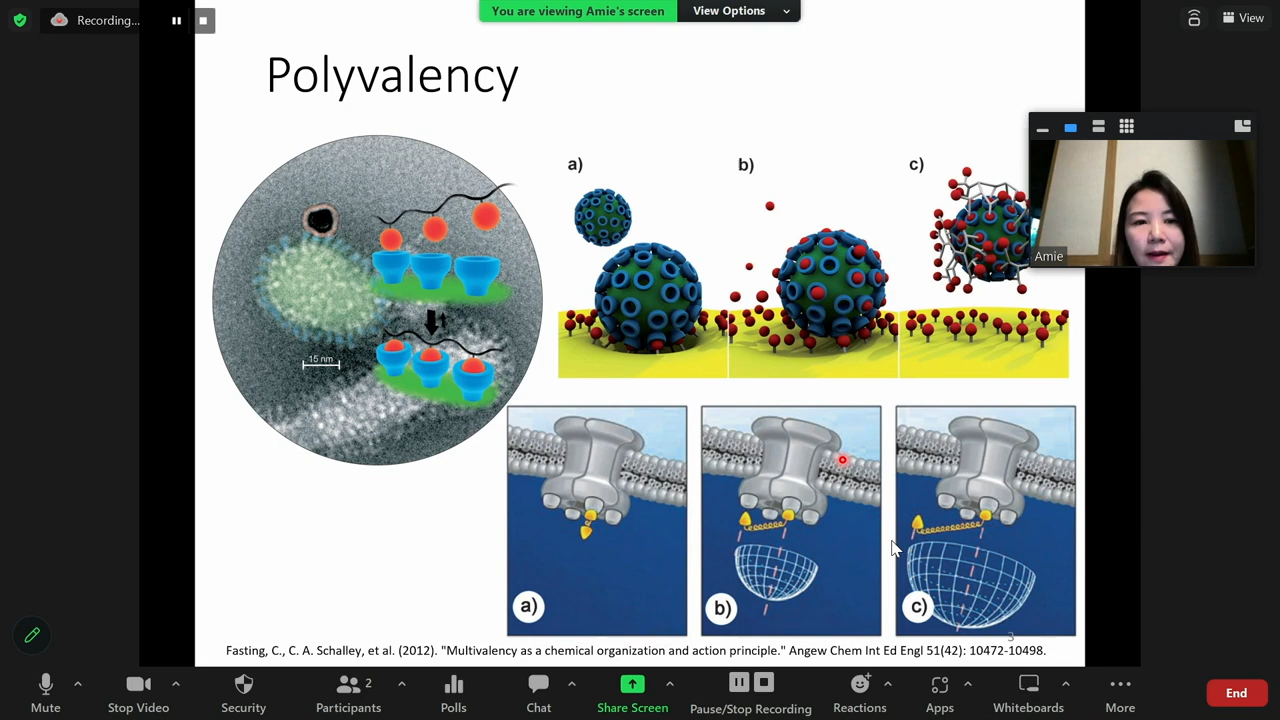 Recording...
You are viewing Amie's screen
View Options
View
Polyvalency
a)
b)
c)
15 nm
Amie
a)
b)
c)
3
Fasting, C., C. A. Schalley, et al. (2012). "Multivalency as a chemical organization and action principle." Angew Chem Int Ed Engl 51(42): 10472-10498.
Mute
Stop Video
Security
Participants
2
Polls
Chat
Share Screen
Pause/Stop Recording
Reactions
Apps
Whiteboards
More
End